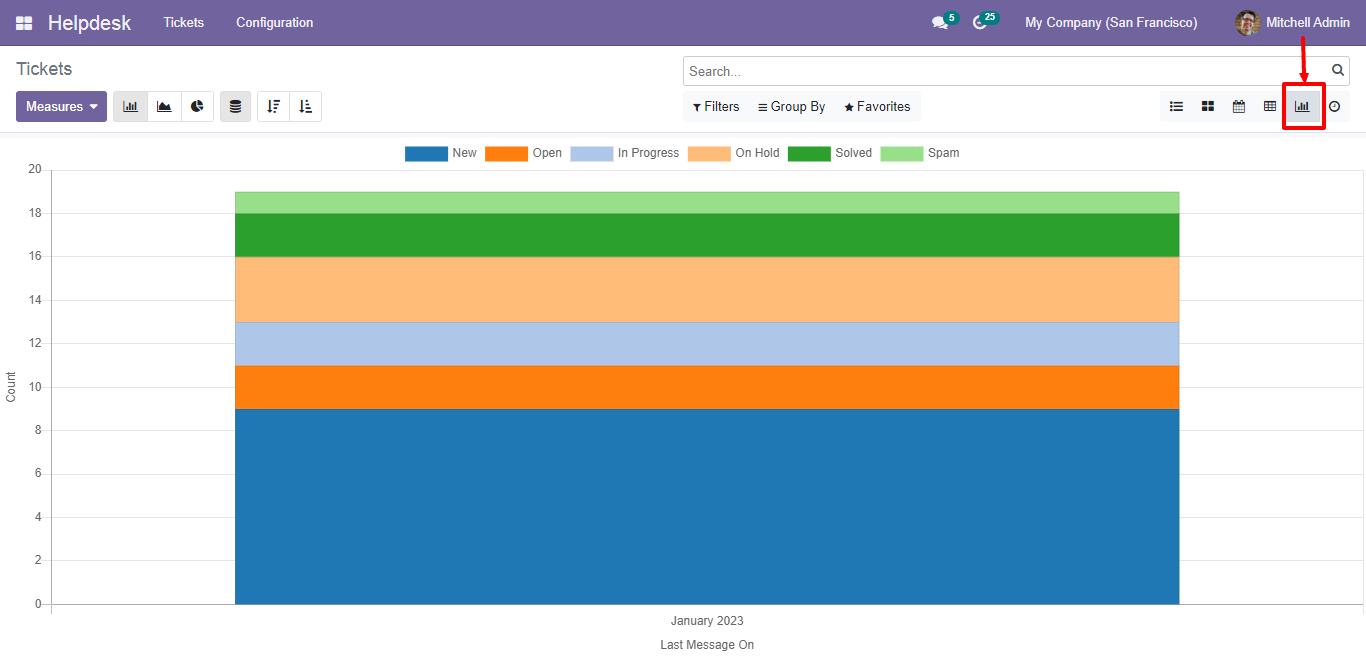 Helpdesk Tickets Configuration 5 25 My Company (San Francisco) Mitchell Admin
Tickets
Search...
Measures
Filters Group By Favorites
New Open In Progress On Hold Solved Spam
20
18
16
14
12
10
8
6
4
2
0
Count
January 2023
Last Message On